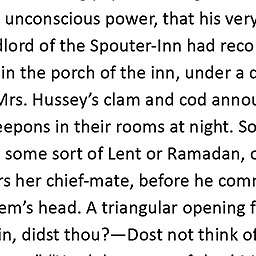 unconscious power, that his very
dlord of the Spouter-Inn had reco
in the porch of the inn, under a
Mrs. Hussey’s clam and cod annou
eepons in their rooms at night. So
some sort of Lent or Ramadan,
rs her chief-mate, before he com
em’s head. A triangular opening f
in, didst thou?—Dost not think of